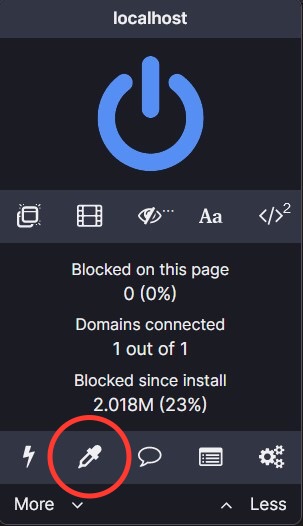 localhost
Aa
2
Blocked on this page
0 (0%)
Domains connected
1 out of 1
Blocked since install
2.018M (23%)
More
Less